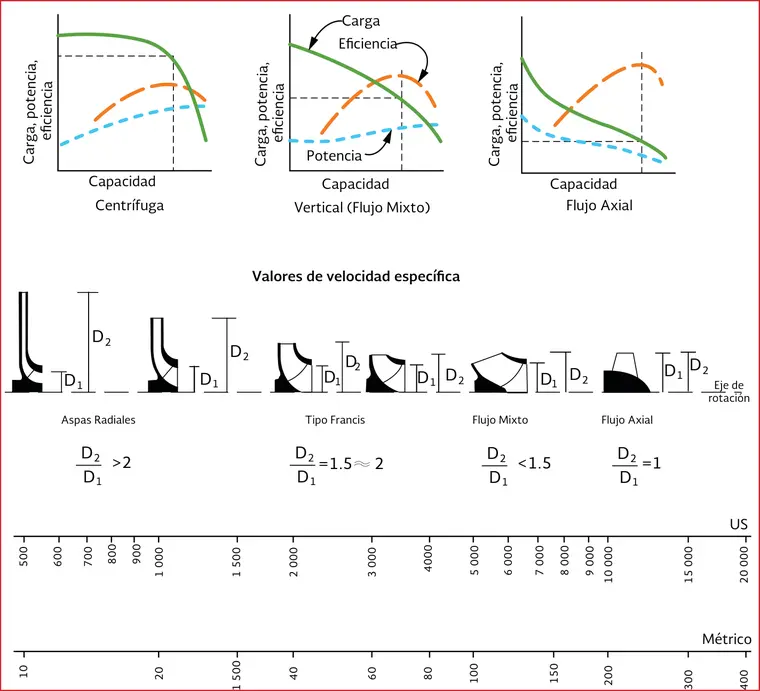 Carga, potencia,
eficiencia
Capacidad
Centrífuga
Carga
Eficiencia
Potencia
Carga, potencia,
eficiencia
Capacidad
Vertical (Flujo Mixto)
Carga, potencia,
eficiencia
Capacidad
Flujo Axial
Valores de velocidad específica
D1 D2
D1 D2
D1 D2
D1 D2
D1 D2
D1 D2
Eje de
rotación
Aspas Radiales
Tipo Francis
Flujo Mixto
Flujo Axial
D2/D1 >2
D2/D1 =1.5≈ 2
D2/D1 <1.5
D2/D1 =1
US
500 600 700 800 900 1 000 1 500 2 000 3 000 4000 5 000 6 000 7 000 8 000 9 000 10 000 15 000 20 000
Métrico
10 20 1 500 40 60 80 100 150 200 300 400